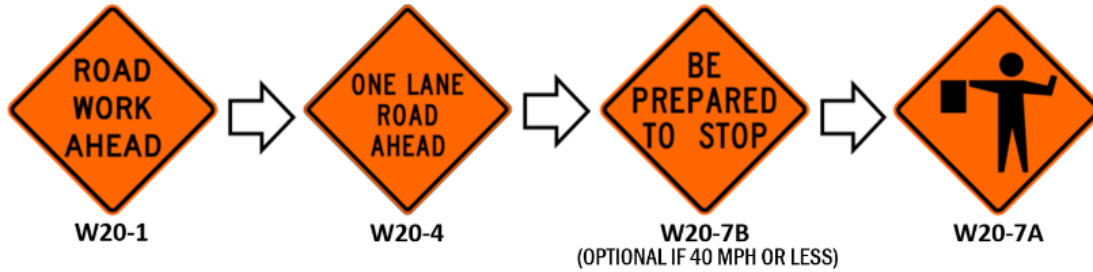 ROAD
WORK
AHEAD
W20-1
ONE LANE
ROAD
AHEAD
W20-4
BE
PREPARED
TO STOP
W20-7B
(OPTIONAL IF 40 MPH OR LESS)
W20-7A